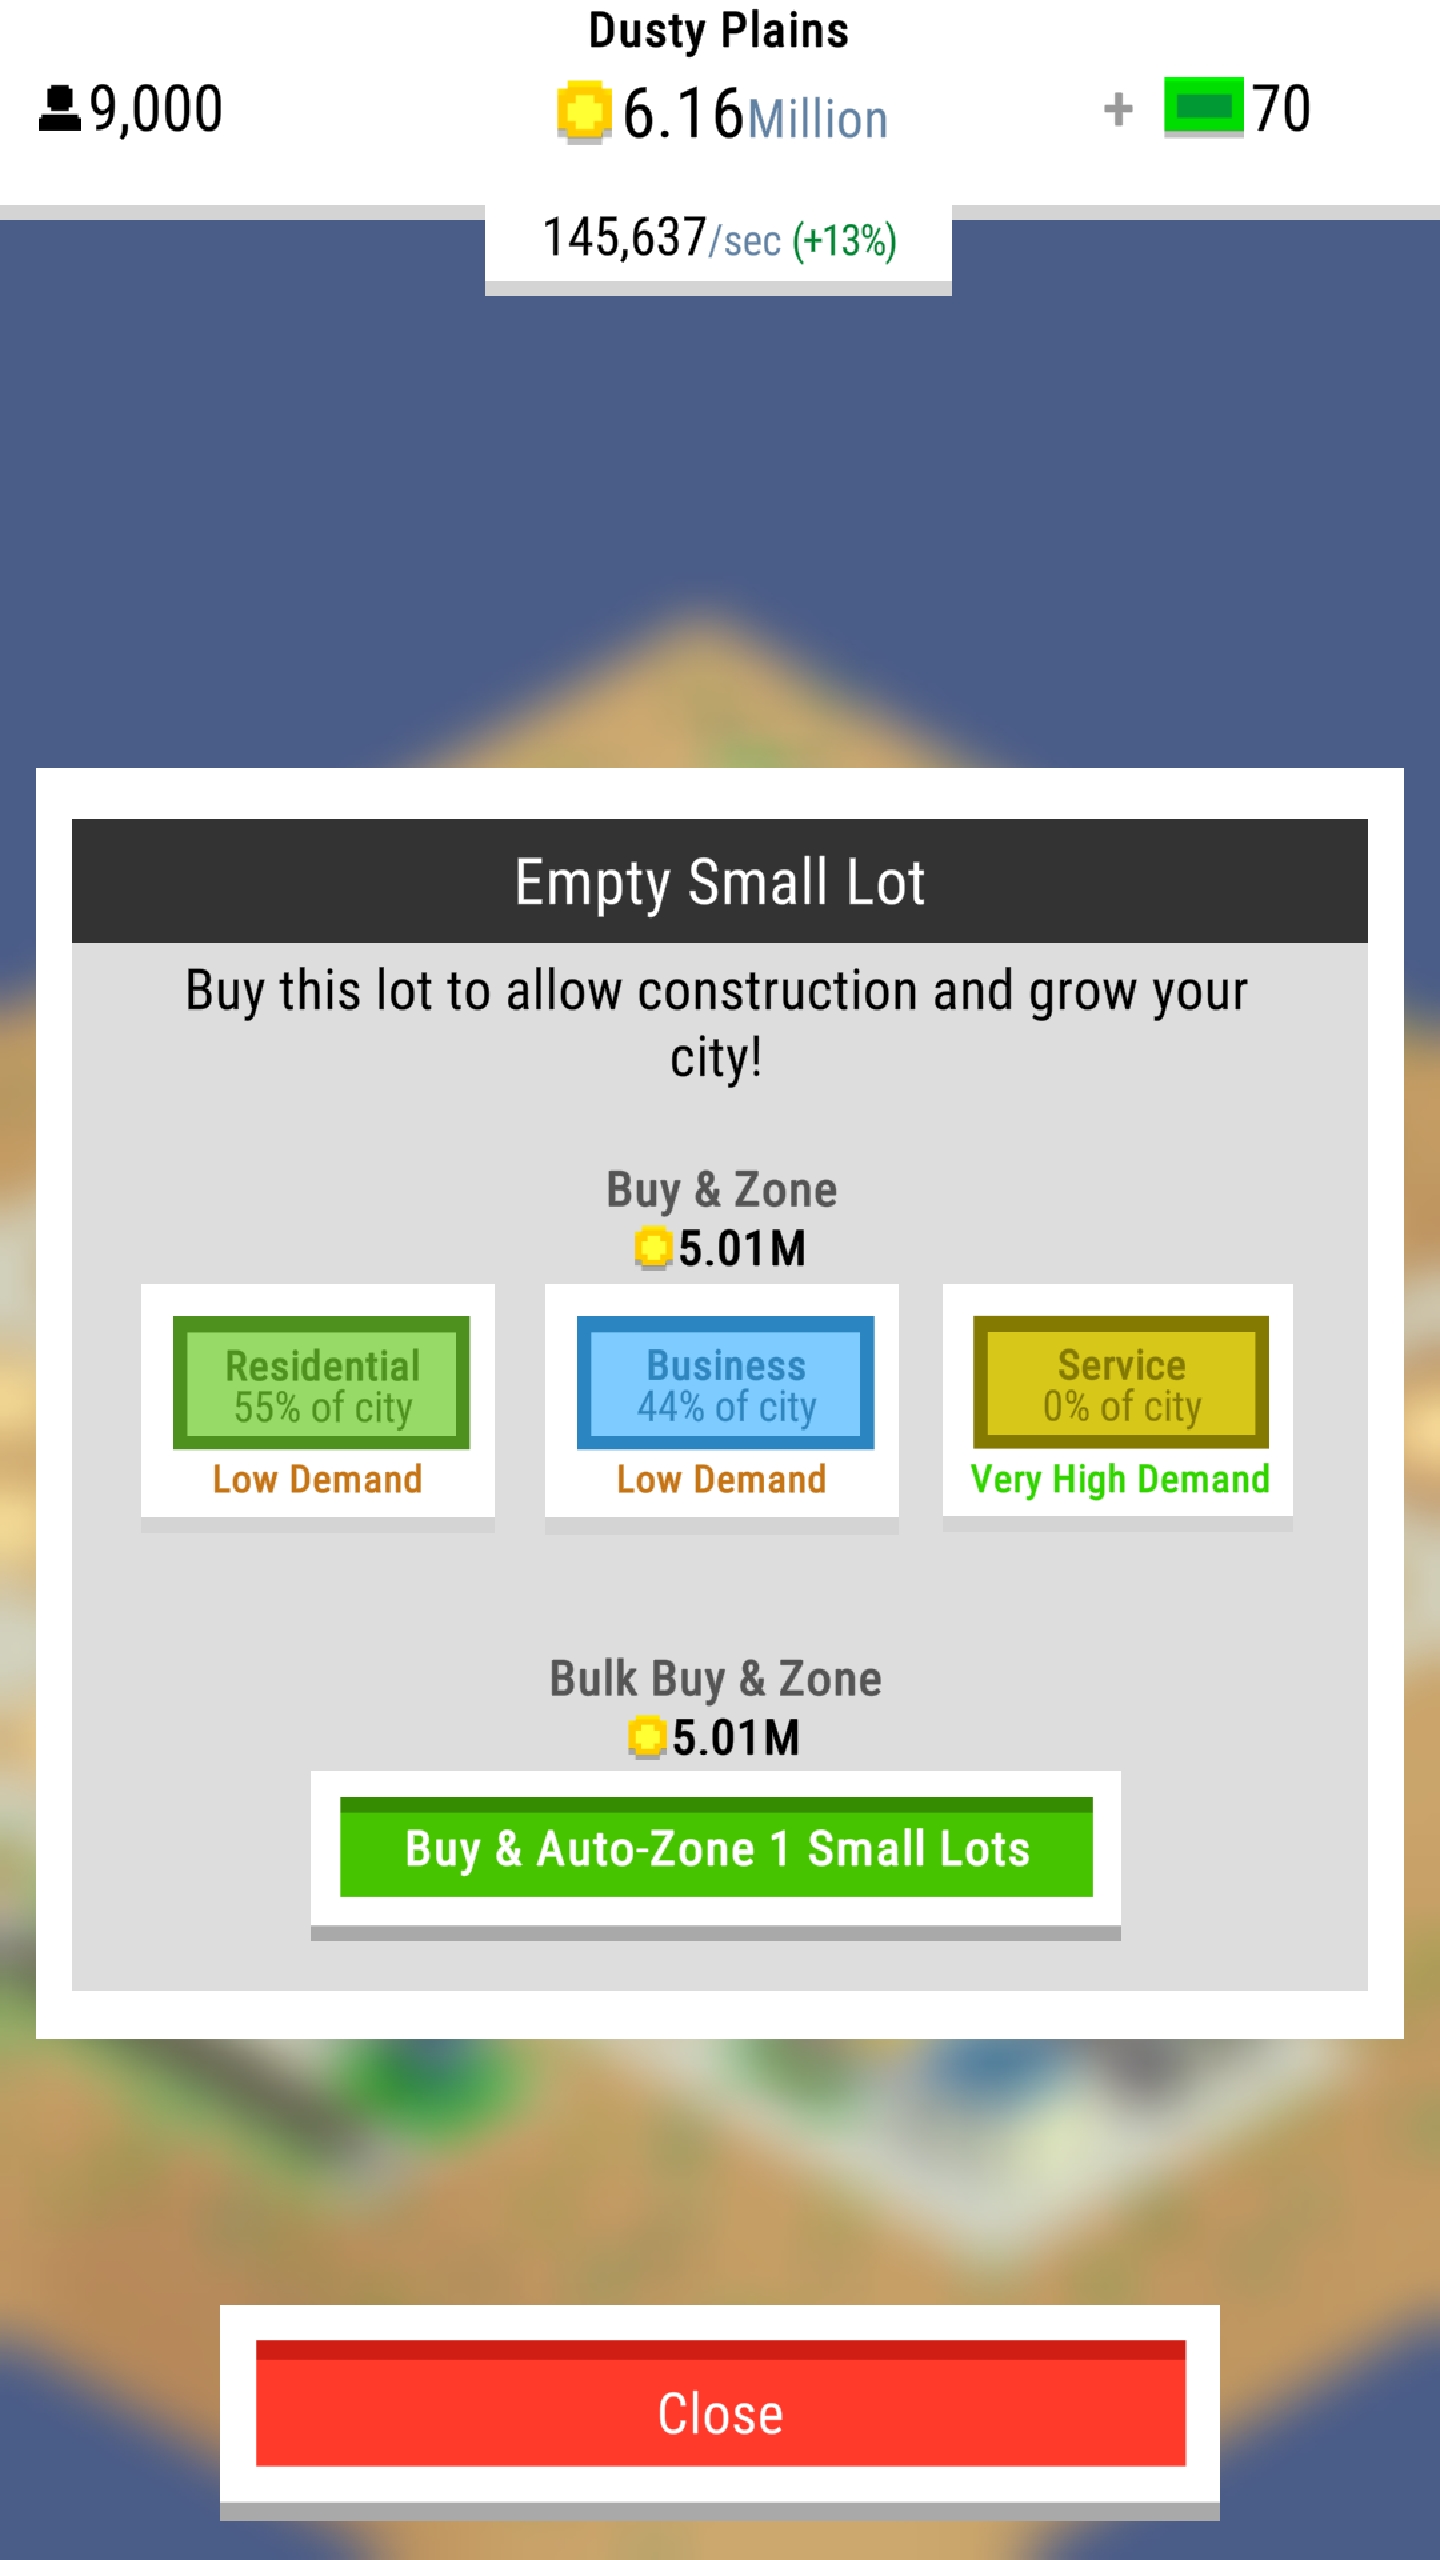 Dusty Plains
9,000
6.16 Million
+ 70
145,637/sec (+13%)
Empty Small Lot
Buy this lot to allow construction and grow your
city!
Buy & Zone
5.01M
Residential
55% of city
Low Demand
Business
44% of city
Low Demand
Service
0% of city
Very High Demand
Bulk Buy & Zone
5.01M
Buy & Auto-Zone 1 Small Lots
Close